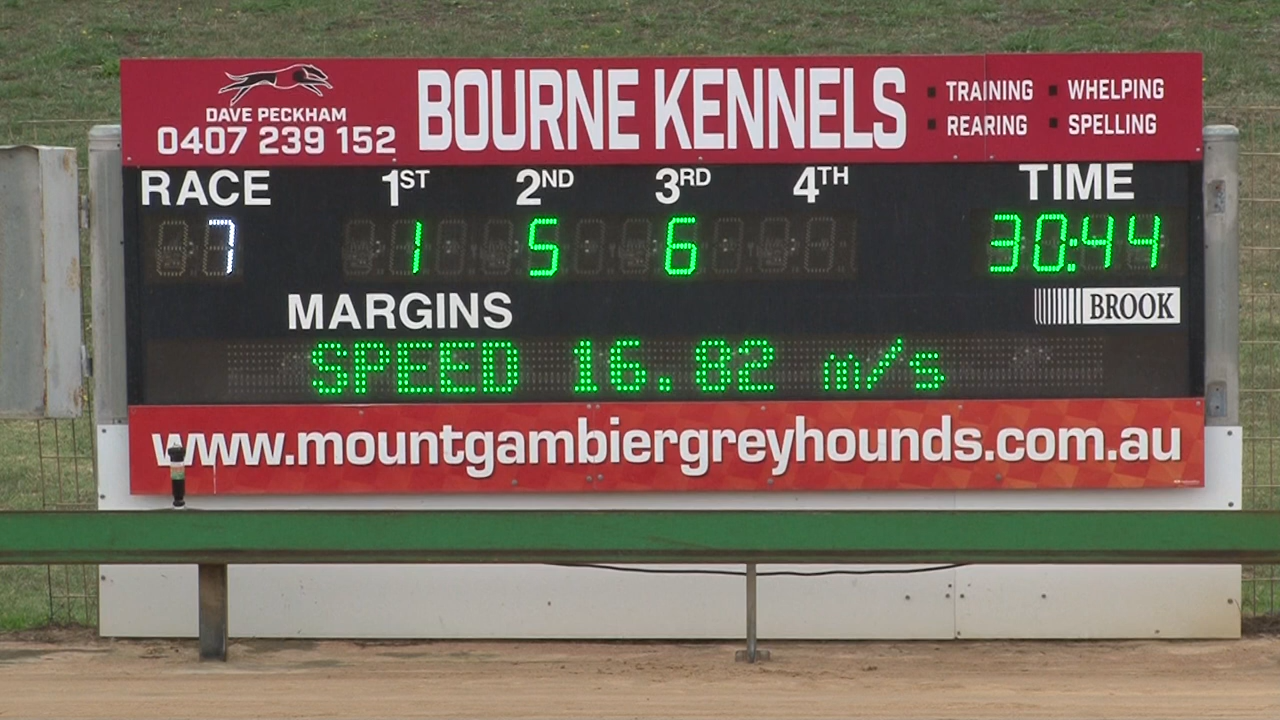 BOURNE KENNELS
DAVE PECKHAM
0407 239 152
TRAINING
REARING
WHELPING
SPELLING
RACE 1ST 2ND 3RD 4TH TIME
7 1 5 6 30:44
MARGINS
BROOK
SPEED 16.82 m/s
www.mountgambiergreyhounds.com.au